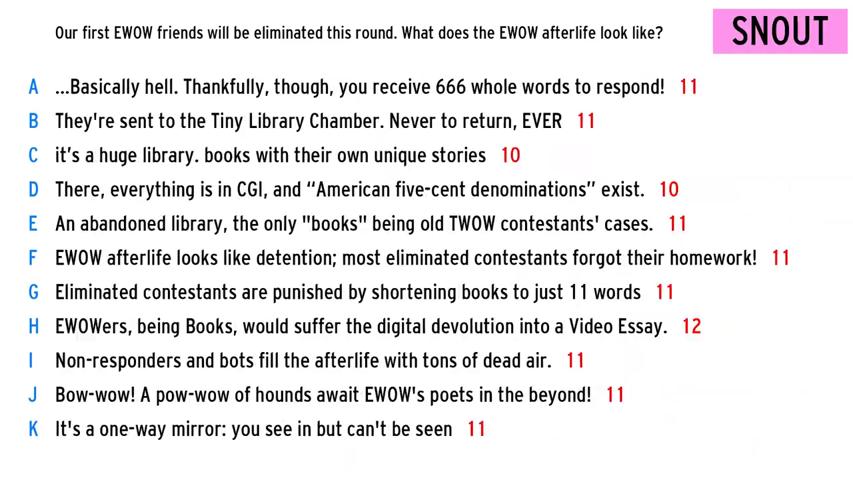 Our first EWOW friends will be eliminated this round. What does the EWOW afterlife look like?
SNOUT
A ...Basically hell. Thankfully, though, you receive 666 whole words to respond! 11
B They're sent to the Tiny Library Chamber. Never to return, EVER 11
C it’s a huge library. books with their own unique stories 10
D There, everything is in CGI, and “American five-cent denominations” exist. 10
E An abandoned library, the only "books" being old TWOW contestants' cases. 11
F EWOW afterlife looks like detention; most eliminated contestants forgot their homework! 11
G Eliminated contestants are punished by shortening books to just 11 words 11
H EWOWers, being Books, would suffer the digital devolution into a Video Essay. 12
I Non-responders and bots fill the afterlife with tons of dead air. 11
J Bow-wow! A pow-wow of hounds await EWOW's poets in the beyond! 11
K It's a one-way mirror: you see in but can't be seen 11